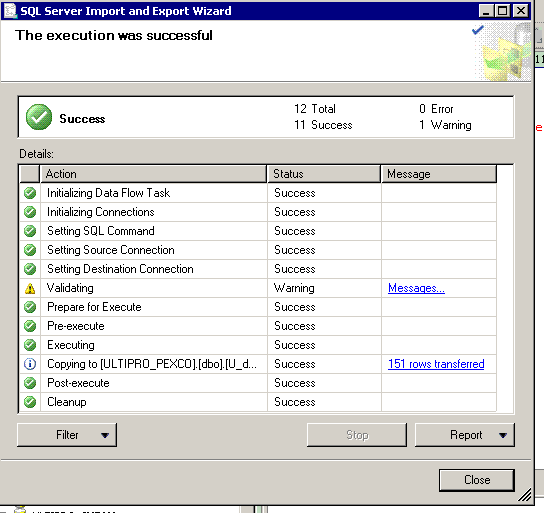 SQL Server Import and Export Wizard
The execution was successful
Success
12 Total
0 Error
11 Success
1 Warning
Details:
Action Status Message
Initializing Data Flow Task Success
Initializing Connections Success
Setting SQL Command Success
Setting Source Connection Success
Setting Destination Connection Success
Validating Warning Messages...
Prepare for Execute Success
Pre-execute Success
Executing Success
Copying to [ULTIPRO_PEXCO].[dbo].[U_d... Success 151 rows transferred
Post-execute Success
Cleanup Success
Filter Stop Report
Close